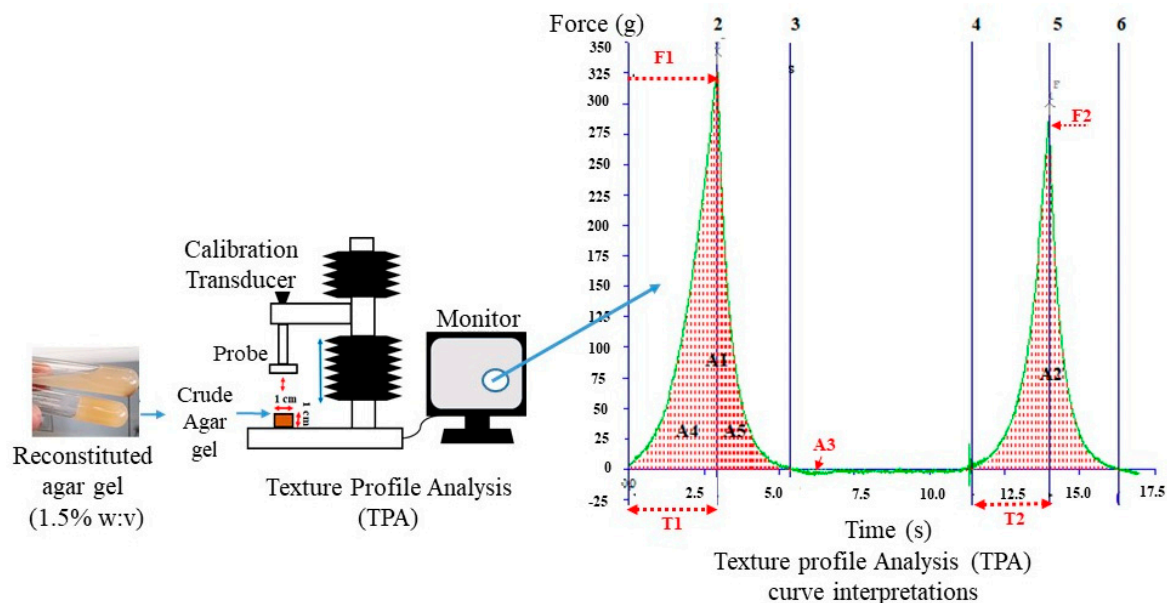 Force (g)
2
3
4
5
6
350
325
300
275
250
225
200
175
150
125
100
75
50
25
0
-25
F1
s
F
F2
A1
A2
A4
A5
A3
2.5
5.0
7.5
10.0
12.5
15.0
17.5
T1
T2
Time (s)
Texture profile Analysis (TPA)
curve interpretations
Calibration
Transducer
Probe
Monitor
1 cm
1 cm
Crude
Agar
gel
Reconstituted
agar gel
(1.5% w:v)
Texture Profile Analysis
(TPA)